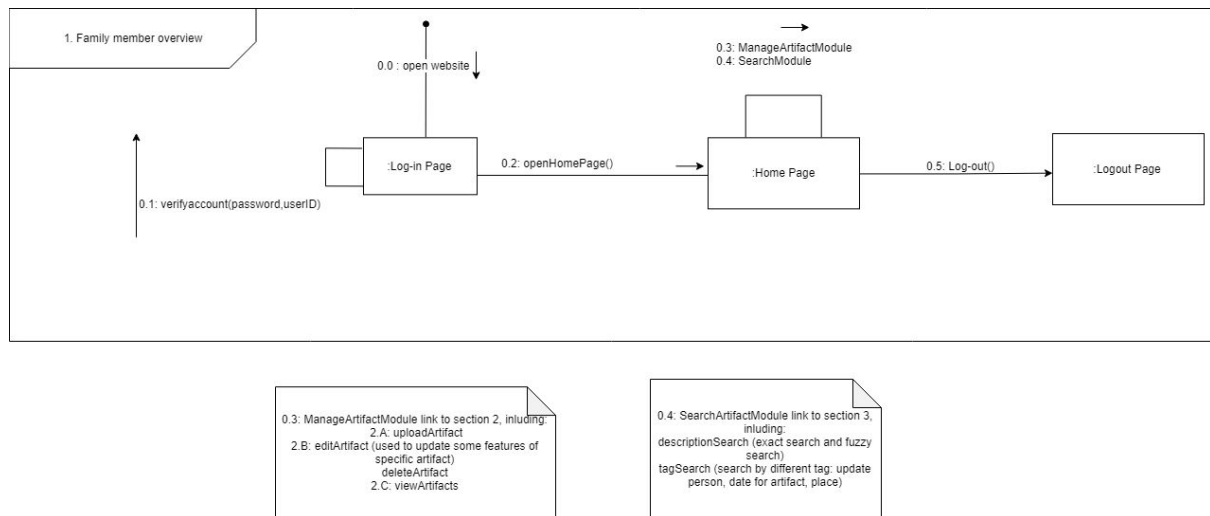 1. Family member overview
0.0 : open website
0.3: ManageArtifactModule
0.4: SearchModule
:Log-in Page
0.2: openHomePage()
:Home Page
0.5: Log-out()
:Logout Page
0.1: verifyaccount(password,userID)
0.3: ManageArtifactModule link to section 2, inluding:
2.A: uploadArtifact
2.B: editArtifact (used to update some features of
specific artifact)
deleteArtifact
2.C: viewArtifacts
0.4: SearchArtifactModule link to section 3,
inluding:
descriptionSearch (exact search and fuzzy
search)
tagSearch (search by different tag: update
person, date for artifact, place)